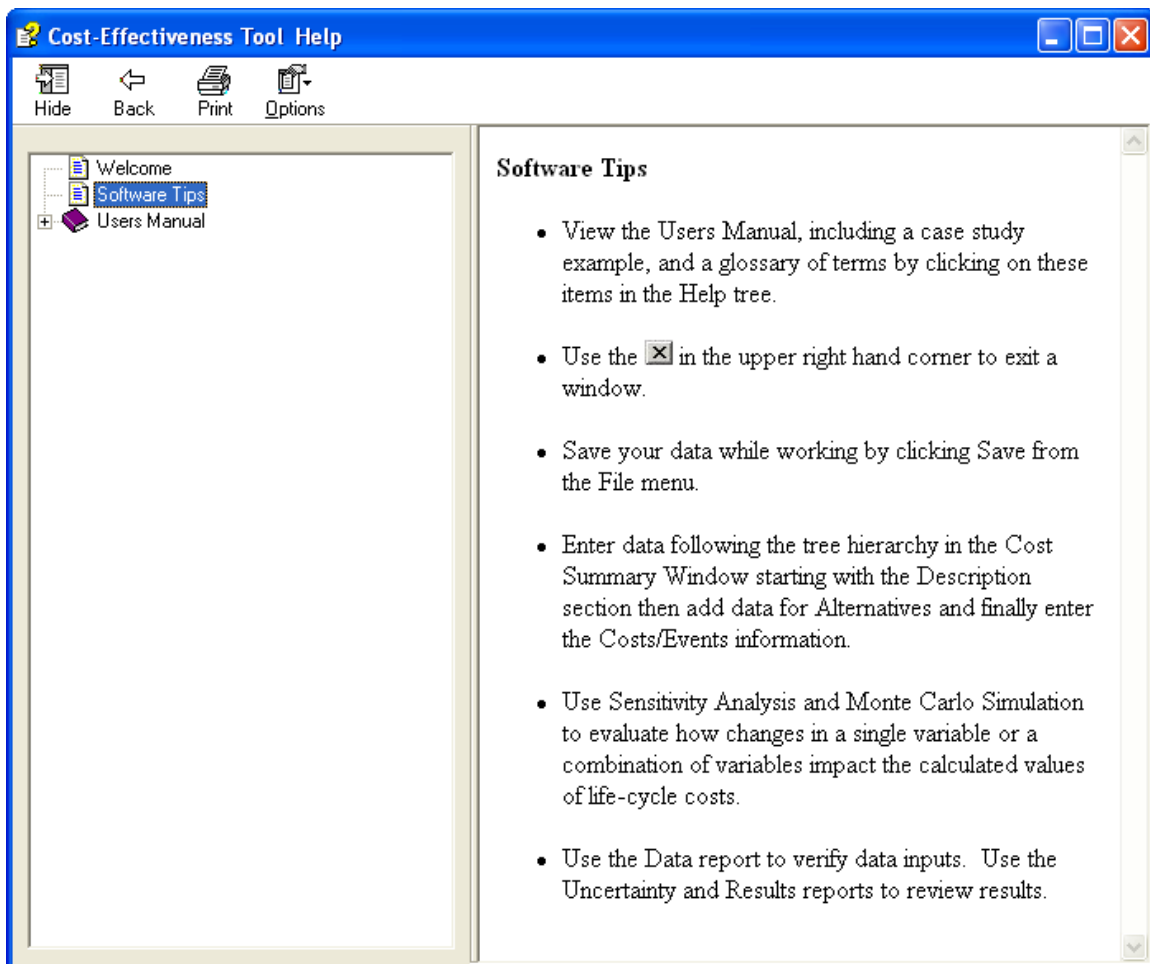 Cost-Effectiveness Tool Help
Hide Back Print Options
Welcome
Software Tips
Users Manual
Software Tips
• View the Users Manual, including a case study
example, and a glossary of terms by clicking on these
items in the Help tree.
• Use the in the upper right hand corner to exit a
window.
• Save your data while working by clicking Save from
the File menu.
• Enter data following the tree hierarchy in the Cost
Summary Window starting with the Description
section then add data for Alternatives and finally enter
the Costs/Events information.
• Use Sensitivity Analysis and Monte Carlo Simulation
to evaluate how changes in a single variable or a
combination of variables impact the calculated values
of life-cycle costs.
• Use the Data report to verify data inputs.  Use the
Uncertainty and Results reports to review results.